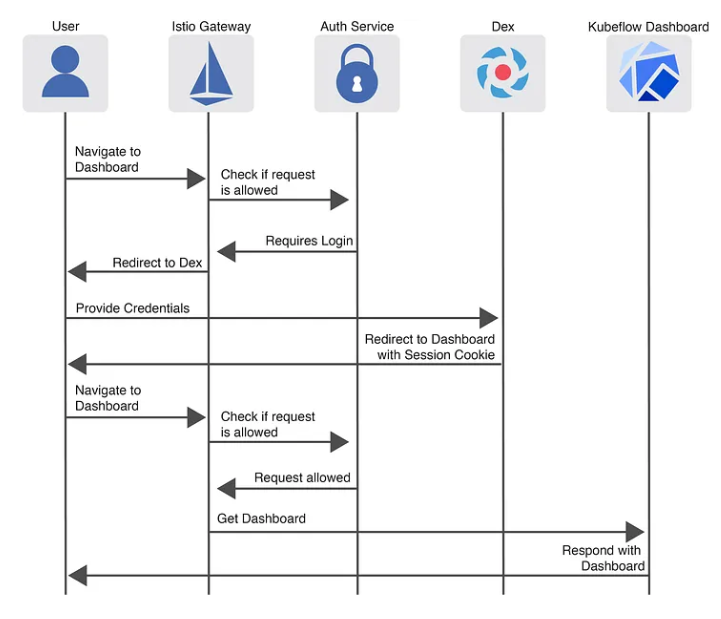 User
Istio Gateway
Auth Service
Dex
Kubeflow Dashboard
Navigate to
Dashboard
Check if request
is allowed
Requires Login
Redirect to Dex
Provide Credentials
Redirect to Dashboard
with Session Cookie
Navigate to
Dashboard
Check if request
is allowed
Request allowed
Get Dashboard
Respond with
Dashboard